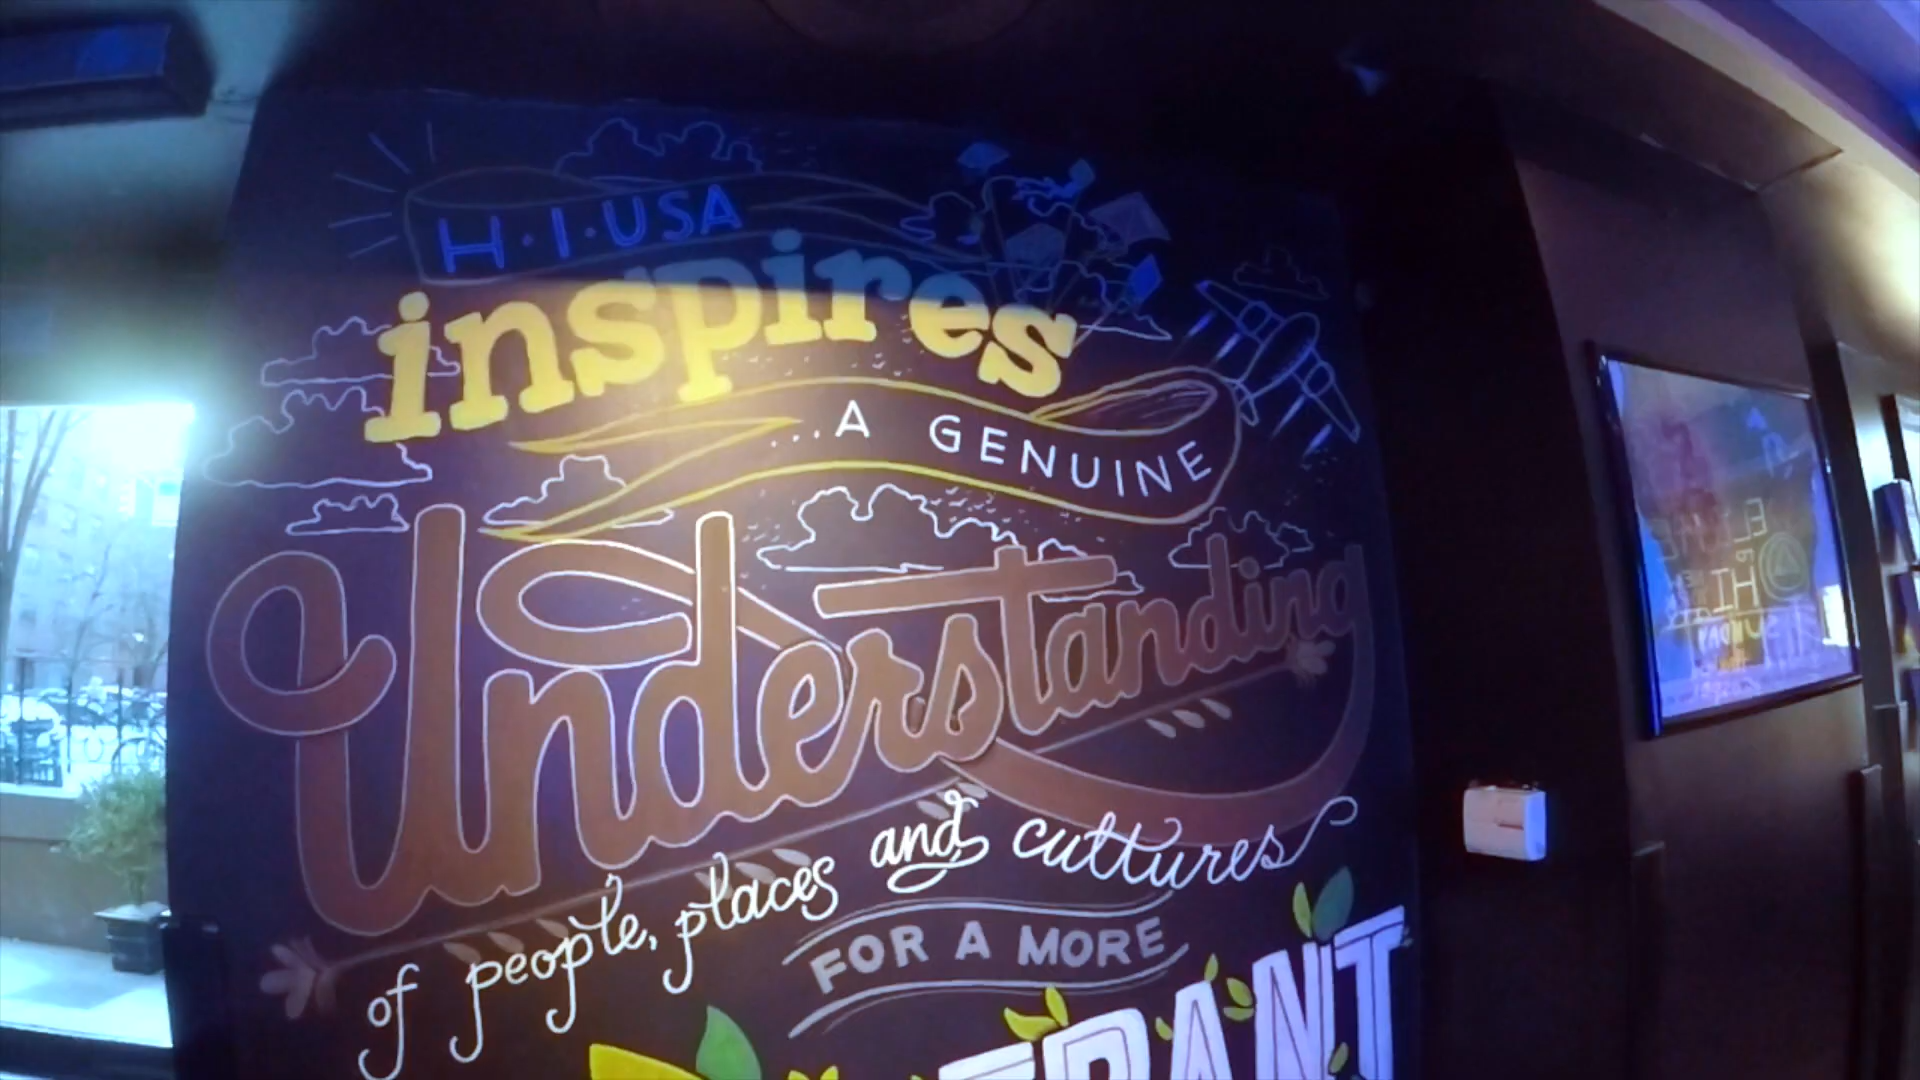 H·I·USA
inspires
...A GENUINE
Understanding
of people, places and cultures
FOR A MORE